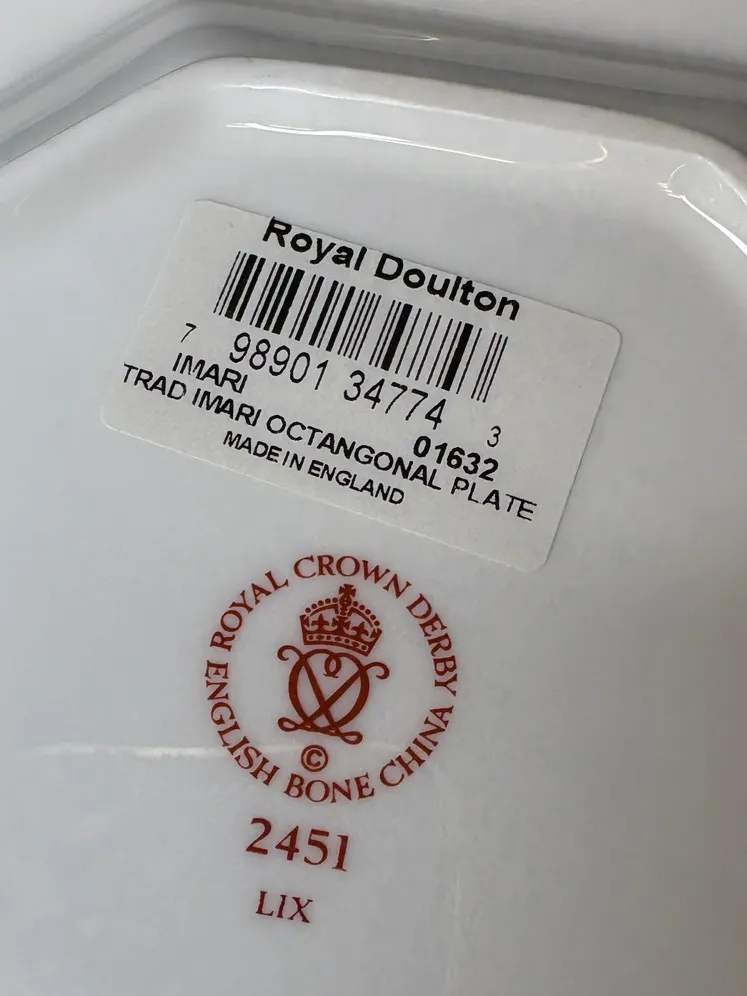 Royal Doulton
7 98901 34774 3
IMARI 01632
TRAD IMARI OCTANGONAL PLATE
MADE IN ENGLAND
ROYAL CROWN DERBY
ENGLISH BONE CHINA
©
2451
LIX